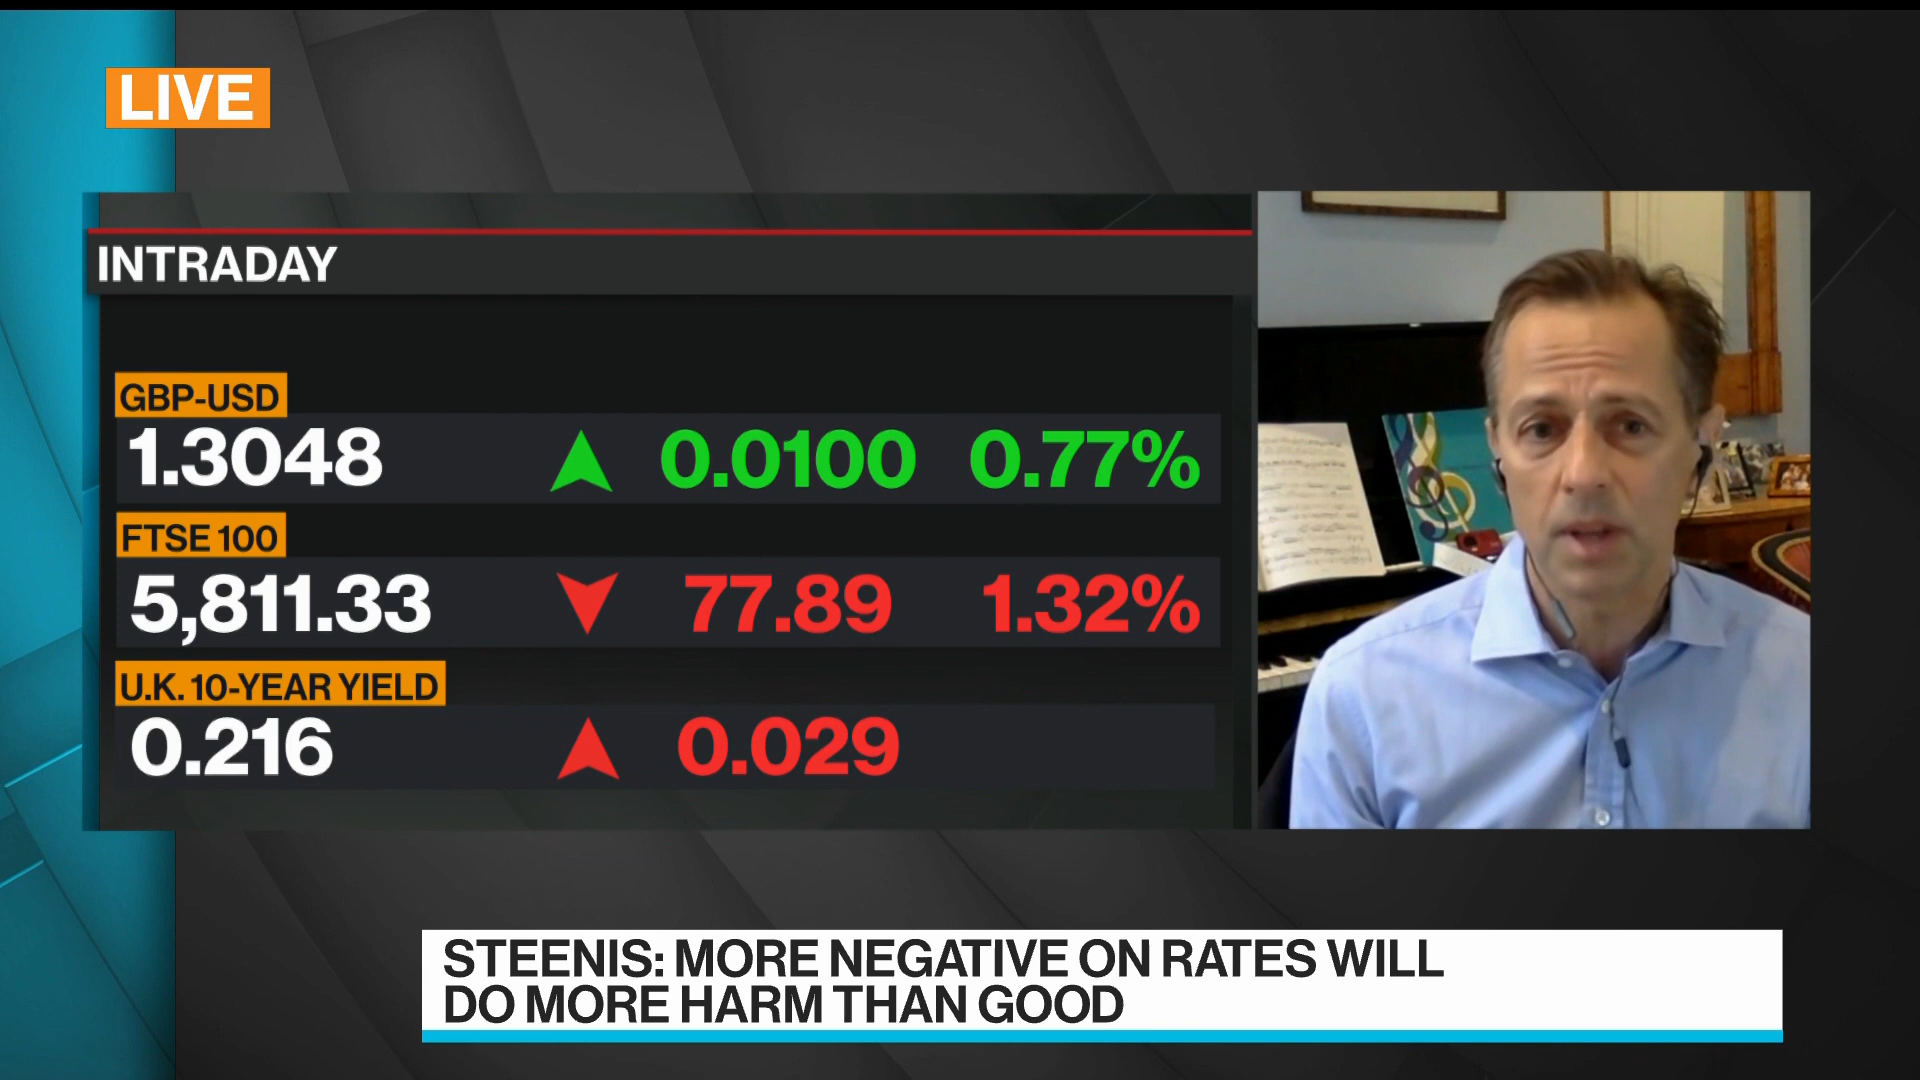 LIVE
INTRADAY
GBP-USD
1.3048 ▲ 0.0100 0.77%
FTSE 100
5,811.33 ▼ 77.89 1.32%
U.K. 10-YEAR YIELD
0.216 ▲ 0.029
STEENIS: MORE NEGATIVE ON RATES WILL
DO MORE HARM THAN GOOD